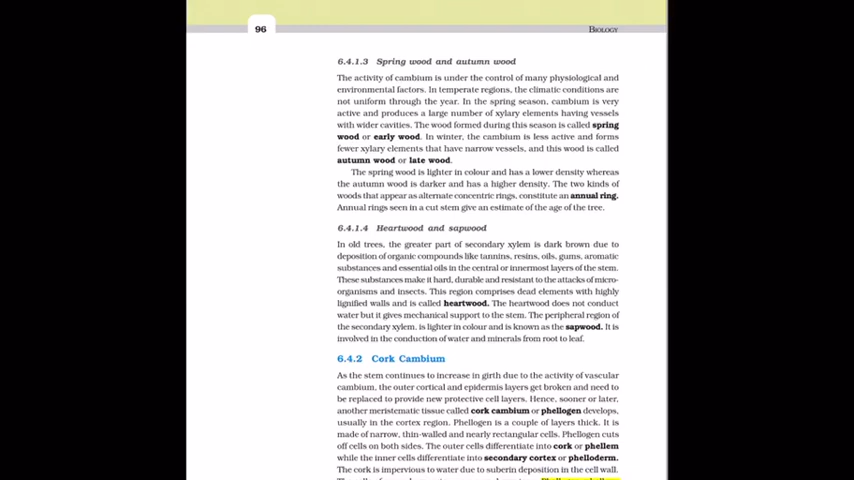 96
BIOLOGY
6.4.1.3 Spring wood and autumn wood
The activity of cambium is under the control of many physiological and
environmental factors. In temperate regions, the climatic conditions are
not uniform through the year. In the spring season, cambium is very
active and produces a large number of xylary elements having vessels
with wider cavities. The wood formed during this season is called spring
wood or early wood. In winter, the cambium is less active and forms
fewer xylary elements that have narrow vessels, and this wood is called
autumn wood or late wood.
The spring wood is lighter in colour and has a lower density whereas
the autumn wood is darker and has a higher density. The two kinds of
woods that appear as alternate concentric rings, constitute an annual ring.
Annual rings seen in a cut stem give an estimate of the age of the tree.
6.4.1.4 Heartwood and sapwood
In old trees, the greater part of secondary xylem is dark brown due to
deposition of organic compounds like tannins, resins, oils, gums, aromatic
substances and essential oils in the central or innermost layers of the stem.
These substances make it hard, durable and resistant to the attacks of micro-
organisms and insects. This region comprises dead elements with highly
lignified walls and is called heartwood. The heartwood does not conduct
water but it gives mechanical support to the stem. The peripheral region of
the secondary xylem, is lighter in colour and is known as the sapwood. It is
involved in the conduction of water and minerals from root to leaf.
6.4.2 Cork Cambium
As the stem continues to increase in girth due to the activity of vascular
cambium, the outer cortical and epidermis layers get broken and need to
be replaced to provide new protective cell layers. Hence, sooner or later,
another meristematic tissue called cork cambium or phellogen develops,
usually in the cortex region. Phellogen is a couple of layers thick. It is
made of narrow, thin-walled and nearly rectangular cells. Phellogen cuts
off cells on both sides. The outer cells differentiate into cork or phellem
while the inner cells differentiate into secondary cortex or phelloderm.
The cork is impervious to water due to suberin deposition in the cell wall.